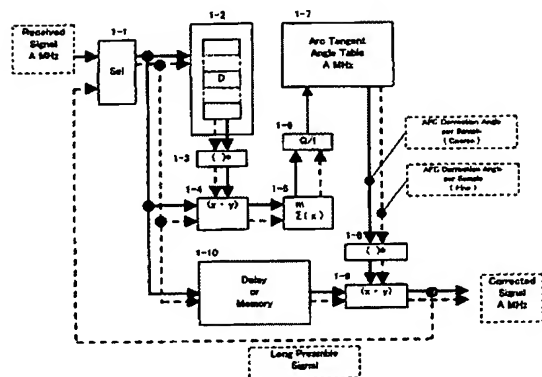 Received
Signal
A MHz
1-1
Sel
1-2
D
1-3
( )*
1-4
(x · y)
1-5
m
Σ(x)
1-6
Q/I
1-7
Arc Tangent
Angle Table
A MHz
AFC Correction Angle
per Sample
(Coarse)
AFC Correction Angle
per Sample
(Fine)
1-8
( )*
1-9
(x · y)
1-10
Delay
or
Memory
Corrected
Signal
A MHz
Long Preamble
Signal